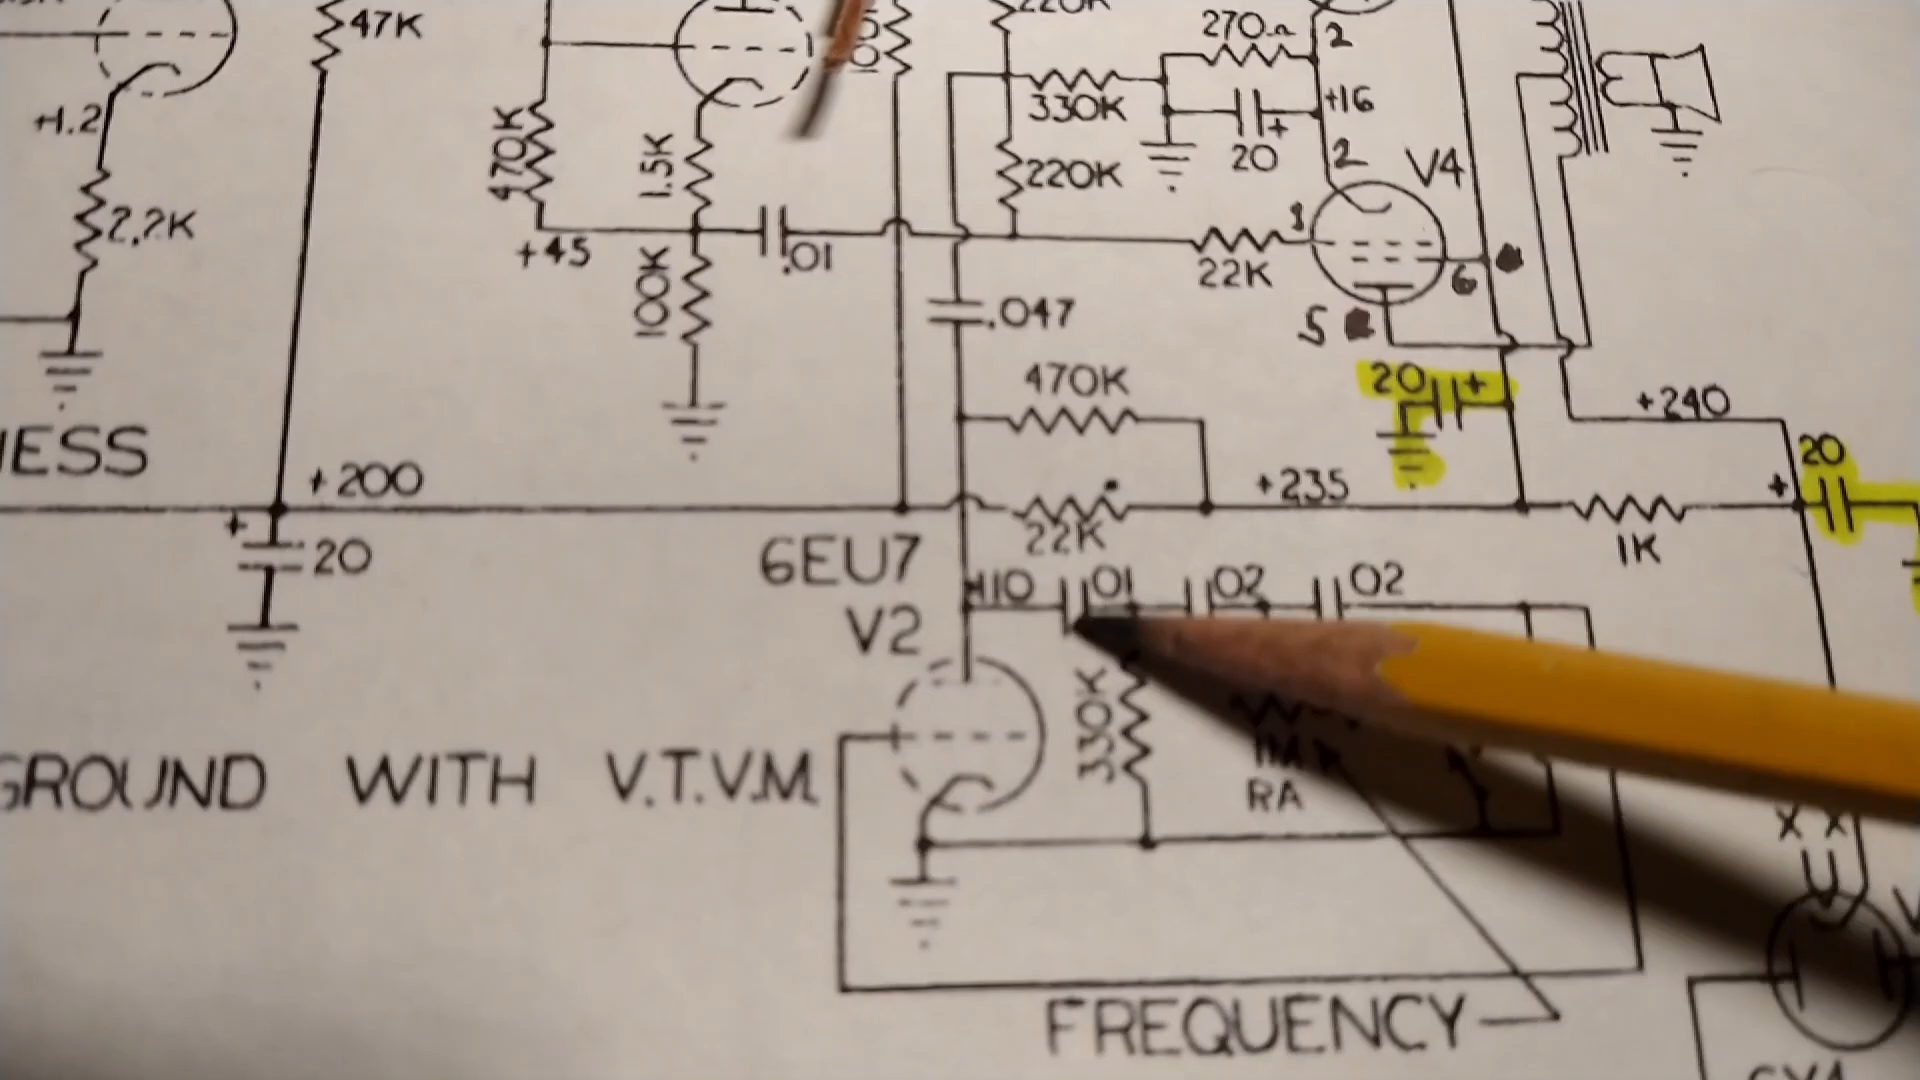 47K
220K
270Ω
2
+1.2
470K
1.5K
330K
+16
20
2
V4
2.2K
220K
+45
.01
1
22K
6
100K
.047
5
470K
20 +
+240
NESS
+200
+235
20
+
+
20
22K
1K
6EU7
V2
+110
.01
.02
.02
330K
GROUND WITH V.T.V.M.
RA
X X
FREQUENCY